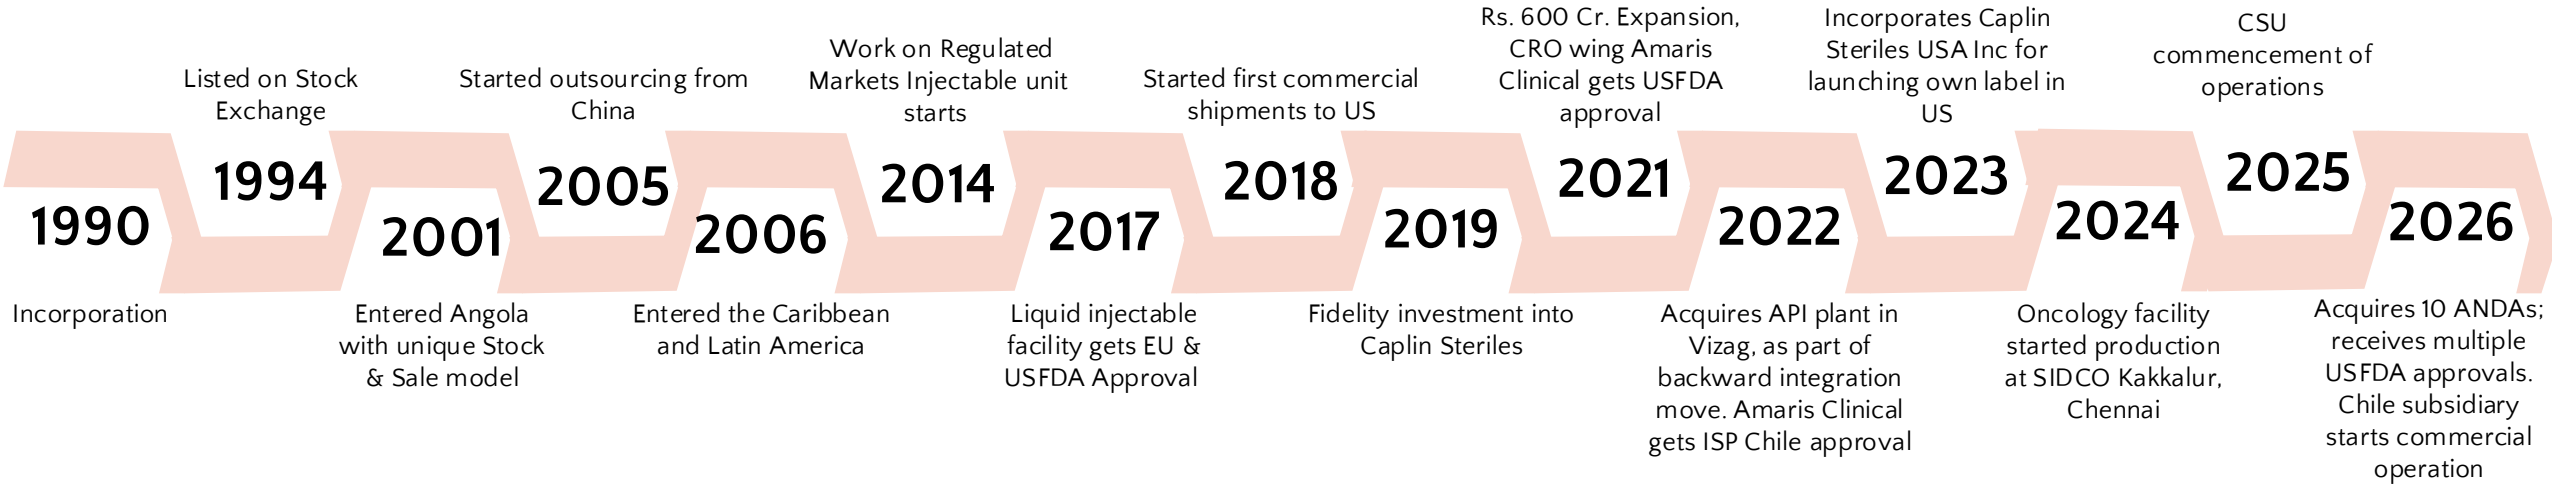 1990
Incorporation
Listed on Stock
Exchange
1994
2001
Entered Angola
with unique Stock
& Sale model
Started outsourcing from
China
2005
2006
Entered the Caribbean
and Latin America
Work on Regulated
Markets Injectable unit
starts
2014
2017
Liquid injectable
facility gets EU &
USFDA Approval
Started first commercial
shipments to US
2018
2019
Fidelity investment into
Caplin Steriles
Rs. 600 Cr. Expansion,
CRO wing Amaris
Clinical gets USFDA
approval
2021
2022
Acquires API plant in
Vizag, as part of
backward integration
move. Amaris Clinical
gets ISP Chile approval
Incorporates Caplin
Steriles USA Inc for
launching own label in
US
2023
2024
Oncology facility
started production
at SIDCO Kakkalur,
Chennai
CSU
commencement of
operations
2025
2026
Acquires 10 ANDAs;
receives multiple
USFDA approvals.
Chile subsidiary
starts commercial
operation